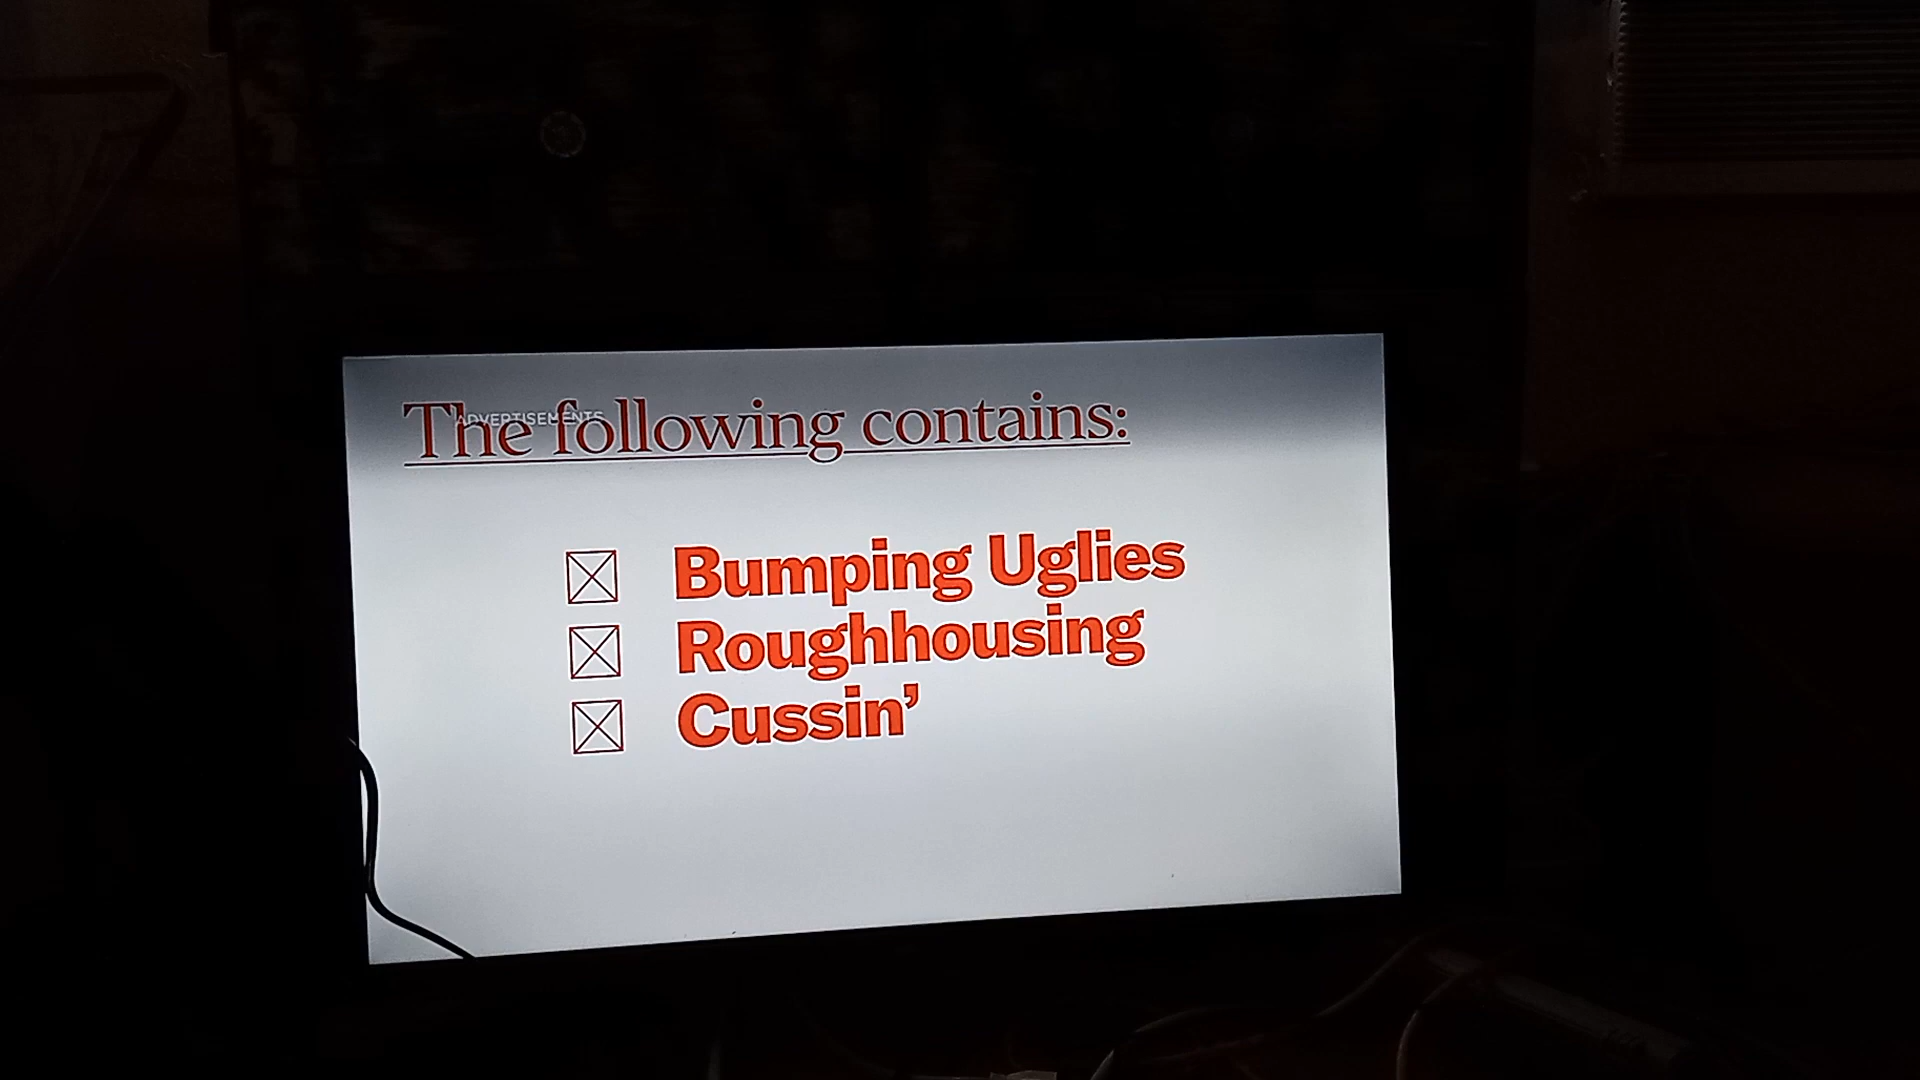 ADVERTISEMENTS
The following contains:
Bumping Uglies
Roughhousing
Cussin’